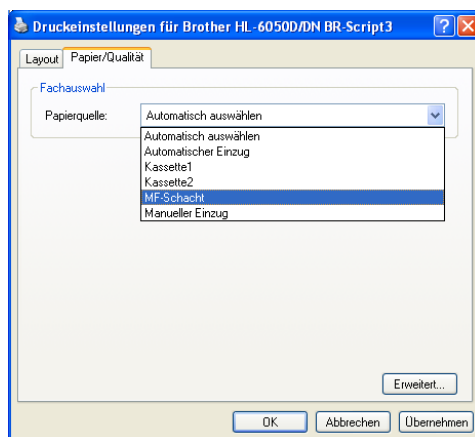 Druckeinstellungen für Brother HL-6050D/DN BR-Script3
Layout Papier/Qualität
Fachauswahl
Papierquelle: Automatisch auswählen
Automatisch auswählen
Automatischer Einzug
Kassette1
Kassette2
MF-Schacht
Manueller Einzug
Erweitert...
OK Abbrechen Übernehmen